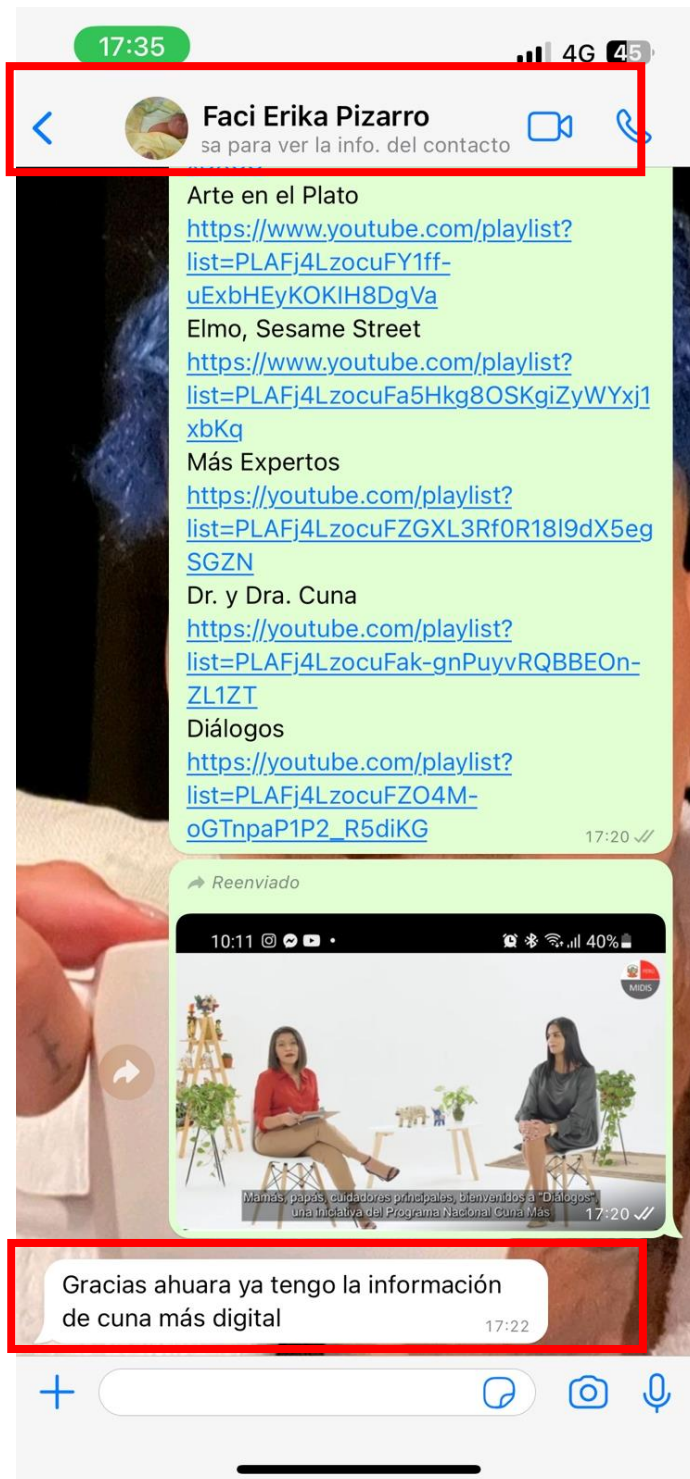 17:35
4G 45
Faci Erika Pizarro
sa para ver la info. del contacto
Arte en el Plato
https://www.youtube.com/playlist?
list=PLAFj4LzocuFY1ff-
uExbHEyKOKIH8DgVa
Elmo, Sesame Street
https://www.youtube.com/playlist?
list=PLAFj4LzocuFa5Hkg8OSKgiZyWYxj1
xbKq
Más Expertos
https://youtube.com/playlist?
list=PLAFj4LzocuFZGXL3Rf0R18l9dX5eg
SGZN
Dr. y Dra. Cuna
https://youtube.com/playlist?
list=PLAFj4LzocuFak-gnPuyvRQBBEOn-
ZL1ZT
Diálogos
https://youtube.com/playlist?
list=PLAFj4LzocuFZO4M-
oGTnpaP1P2_R5diKG
17:20
Reenviado
10:11 40%
PERÚ
MIDIS
Mamás, papás, cuidadores principales, bienvenidos a "Diálogos",
una iniciativa del Programa Nacional Cuna Más
17:20
Gracias ahuara ya tengo la información
de cuna más digital
17:22